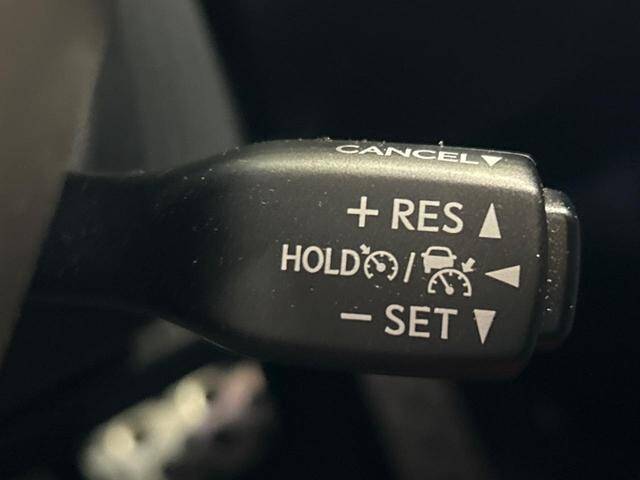 CANCEL▼
+ RES ▲
HOLD / ◀
− SET ▼